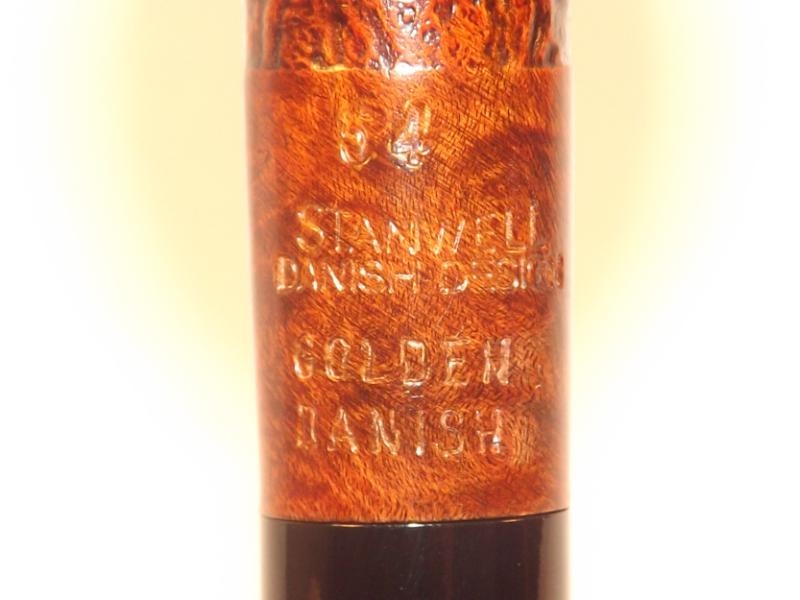 64
STANWELL
DANISH DESIGN
GOLDEN
DANISH